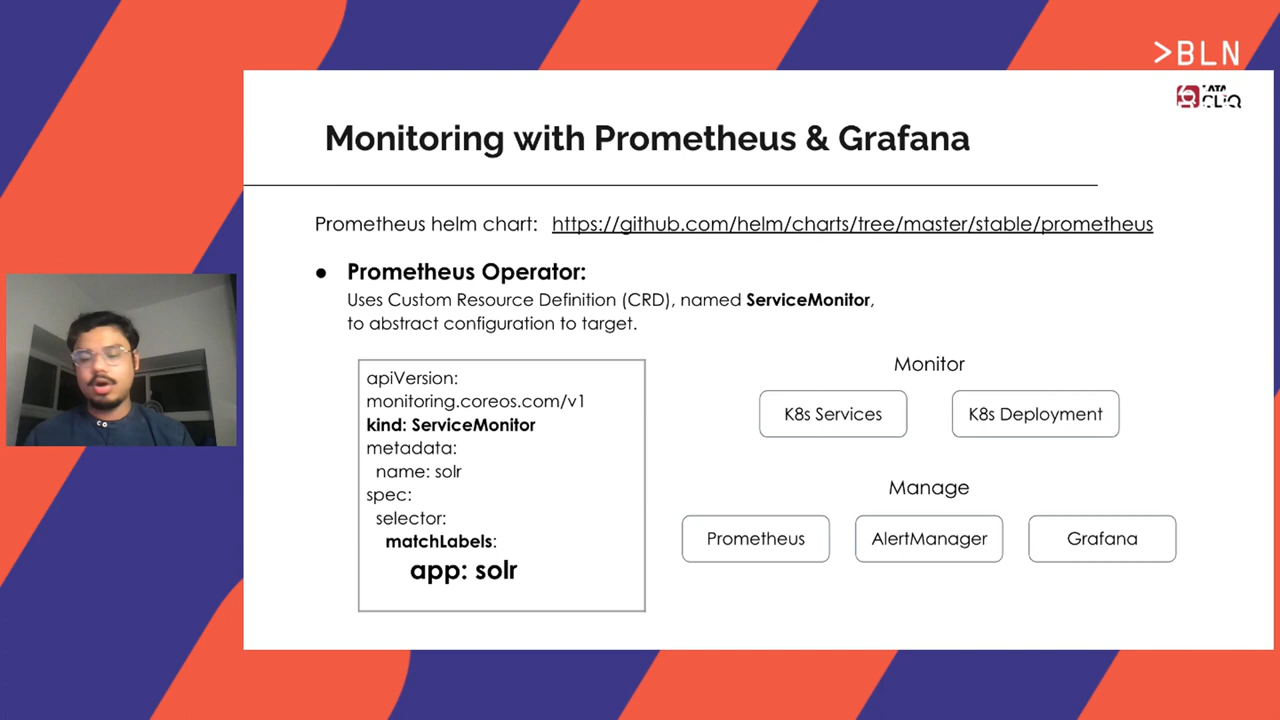 >BLN
TATA
CLiQ
Monitoring with Prometheus & Grafana
Prometheus helm chart: https://github.com/helm/charts/tree/master/stable/prometheus
● Prometheus Operator:
Uses Custom Resource Definition (CRD), named ServiceMonitor,
to abstract configuration to target.
apiVersion:
monitoring.coreos.com/v1
kind: ServiceMonitor
metadata:
name: solr
spec:
selector:
matchLabels:
app: solr
Monitor
K8s Services
K8s Deployment
Manage
Prometheus
AlertManager
Grafana